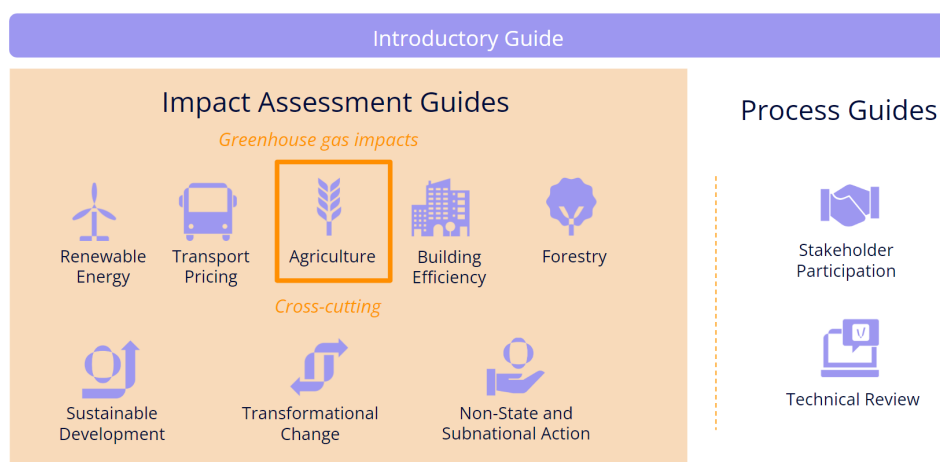 Introductory Guide
Impact Assessment Guides
Greenhouse gas impacts
Renewable
Energy
Transport
Pricing
Agriculture
Building
Efficiency
Forestry
Cross-cutting
Sustainable
Development
Transformational
Change
Non-State and
Subnational Action
Process Guides
Stakeholder
Participation
Technical Review